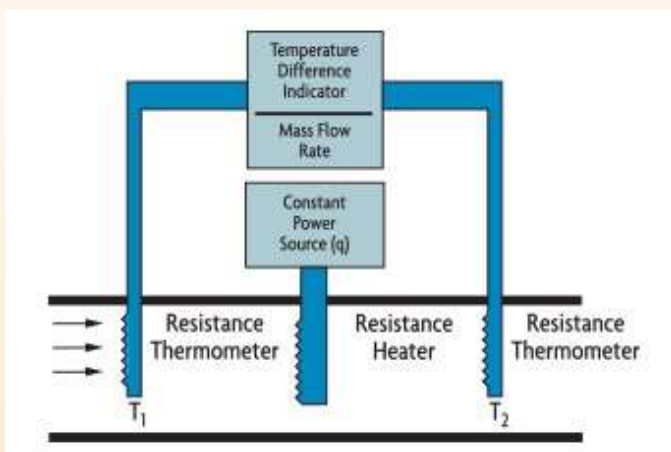 Temperature
Difference
Indicator
Mass Flow
Rate
Constant
Power
Source (q)
Resistance
Thermometer
Resistance
Heater
Resistance
Thermometer
T1
T2